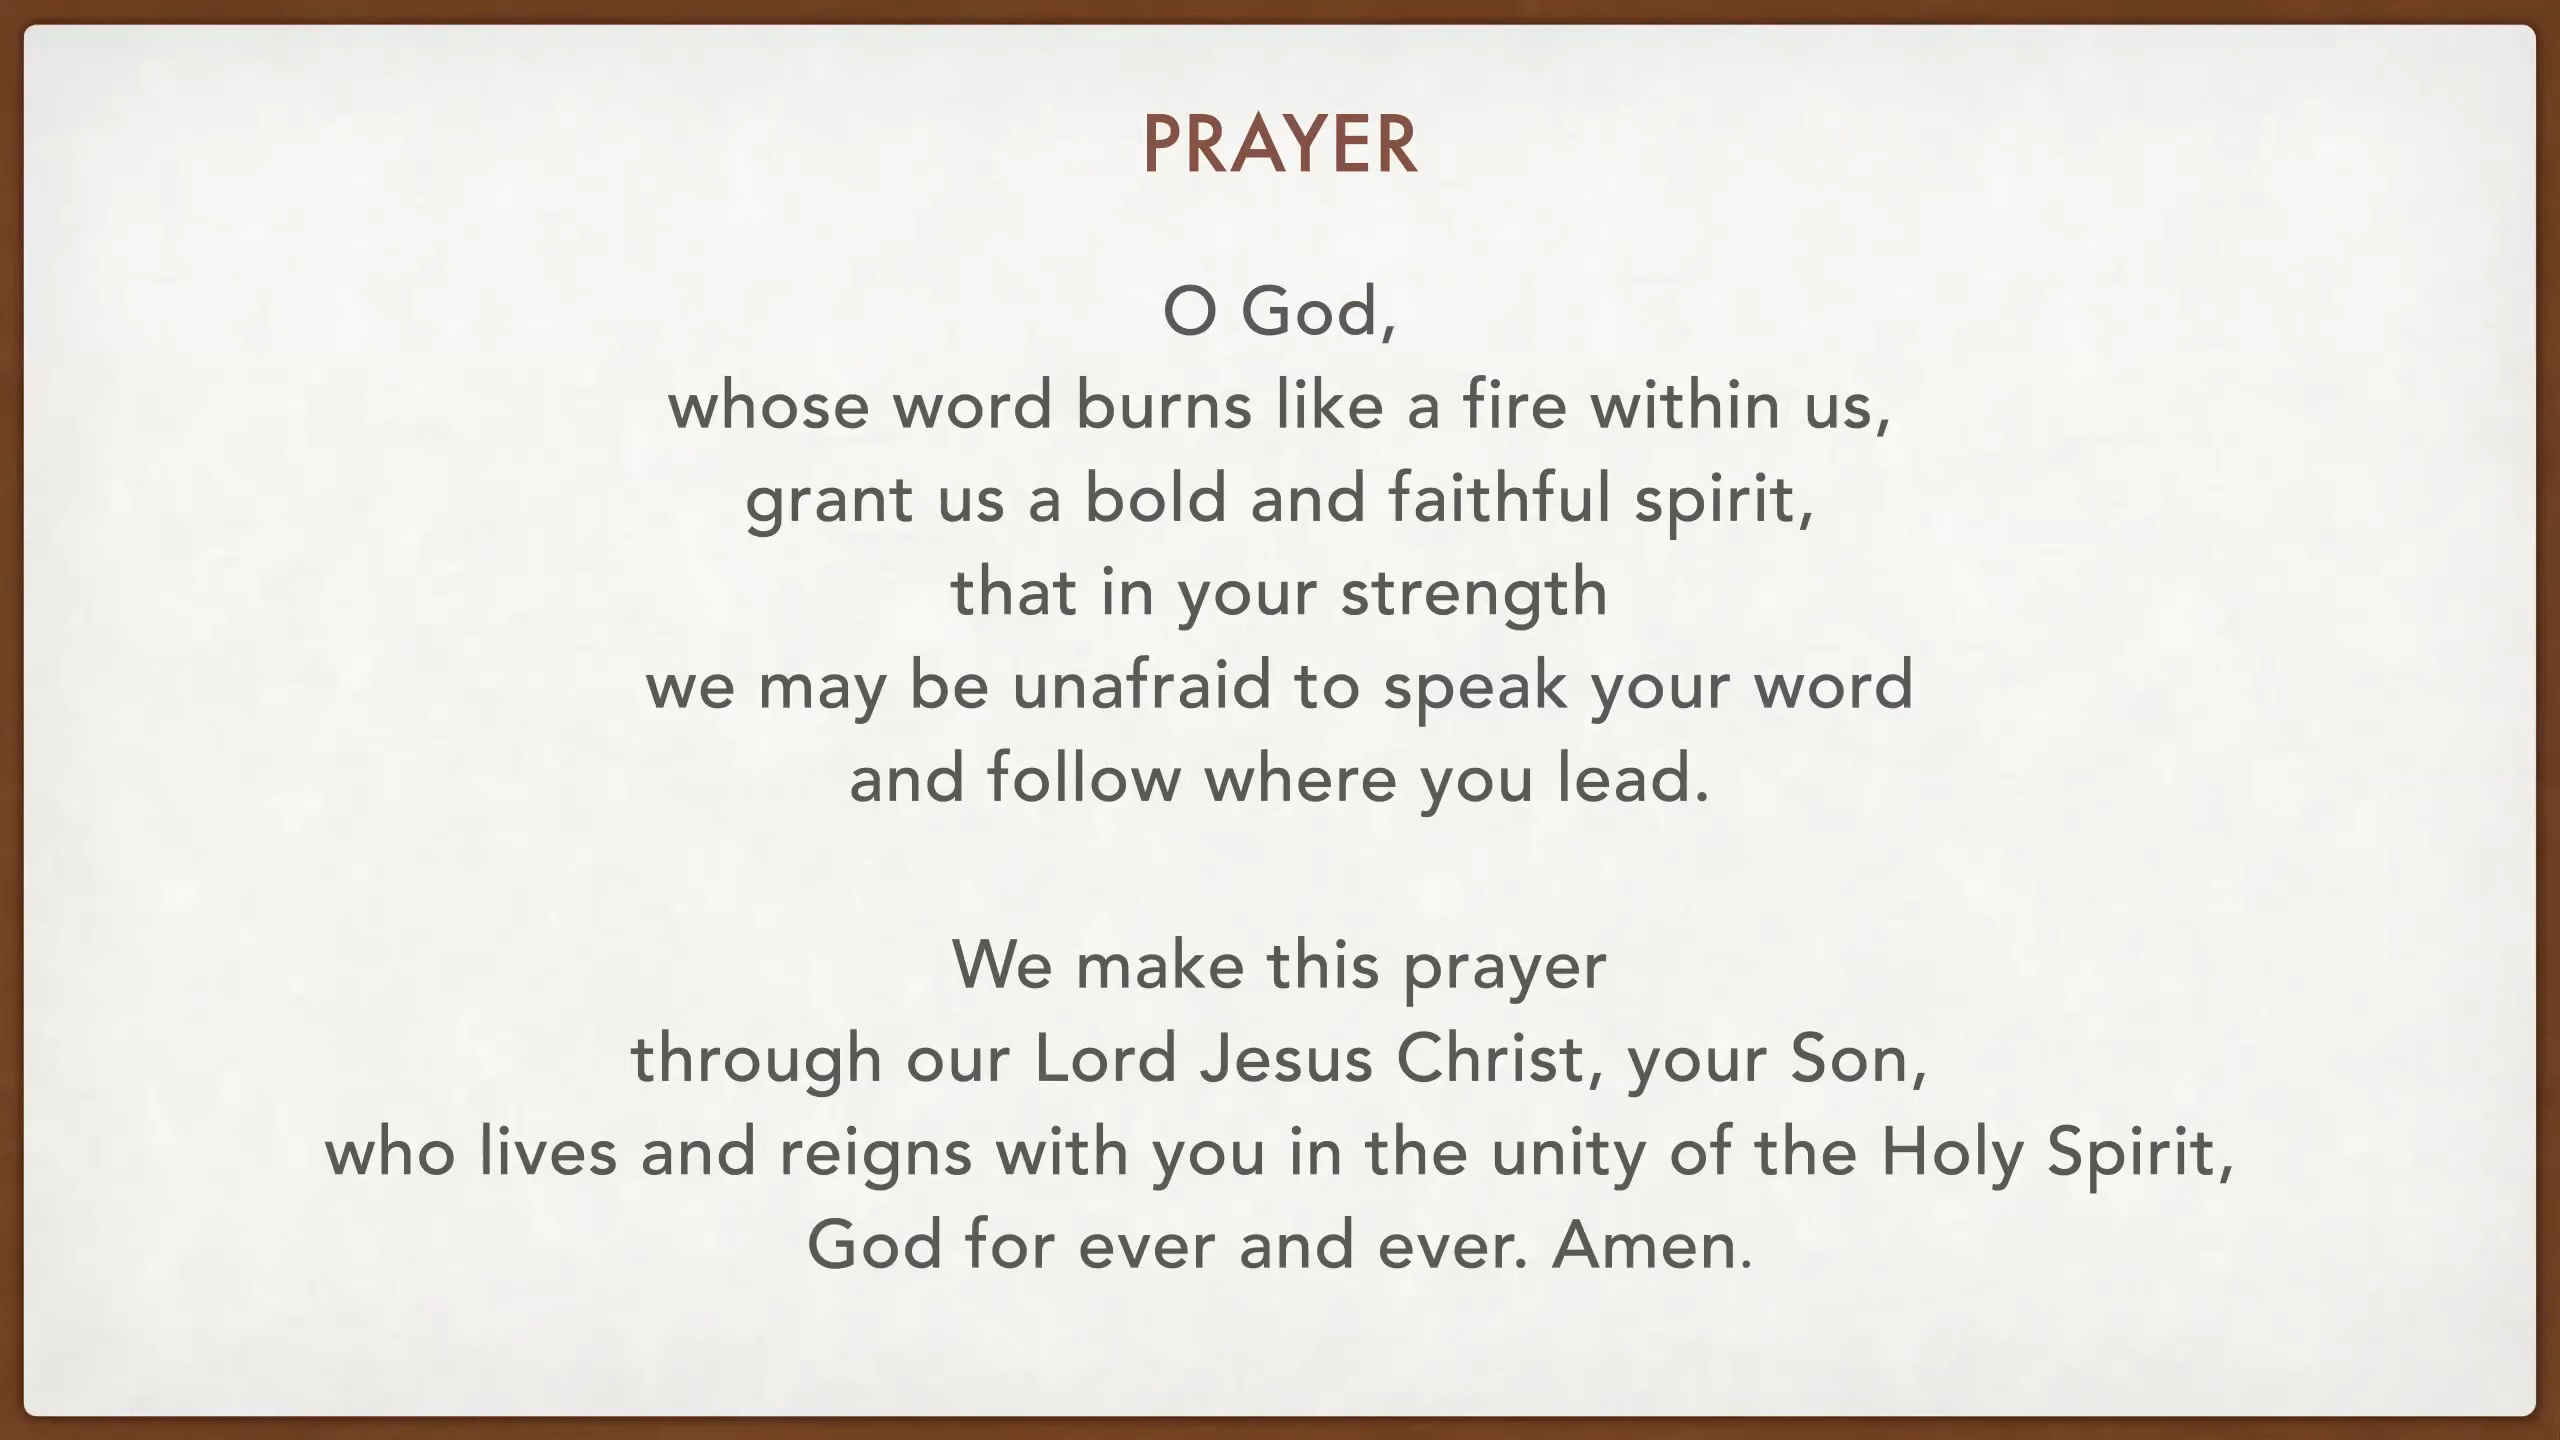 PRAYER
O God,
whose word burns like a fire within us,
grant us a bold and faithful spirit,
that in your strength
we may be unafraid to speak your word
and follow where you lead.
We make this prayer
through our Lord Jesus Christ, your Son,
who lives and reigns with you in the unity of the Holy Spirit,
God for ever and ever. Amen.